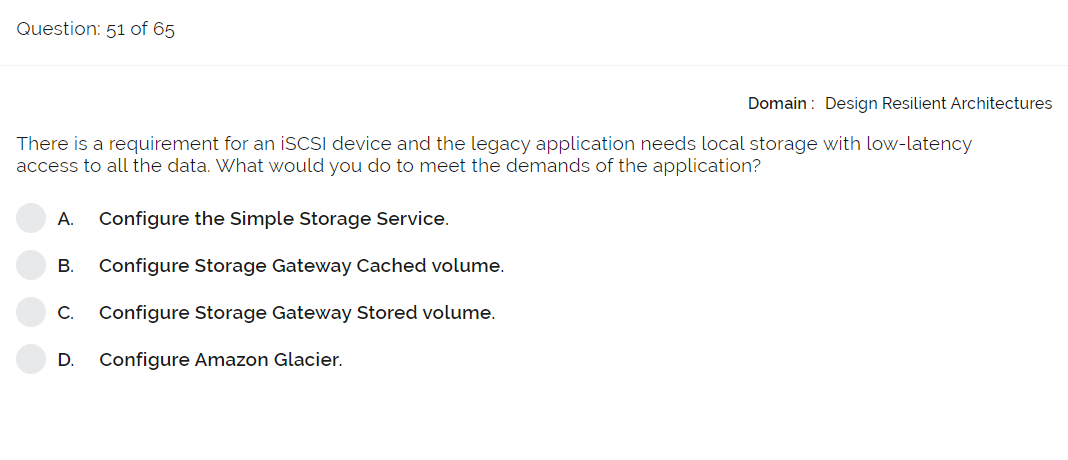 Question: 51 of 65
Domain : Design Resilient Architectures
There is a requirement for an iSCSI device and the legacy application needs local storage with low-latency
access to all the data. What would you do to meet the demands of the application?
A. Configure the Simple Storage Service.
B. Configure Storage Gateway Cached volume.
C. Configure Storage Gateway Stored volume.
D. Configure Amazon Glacier.